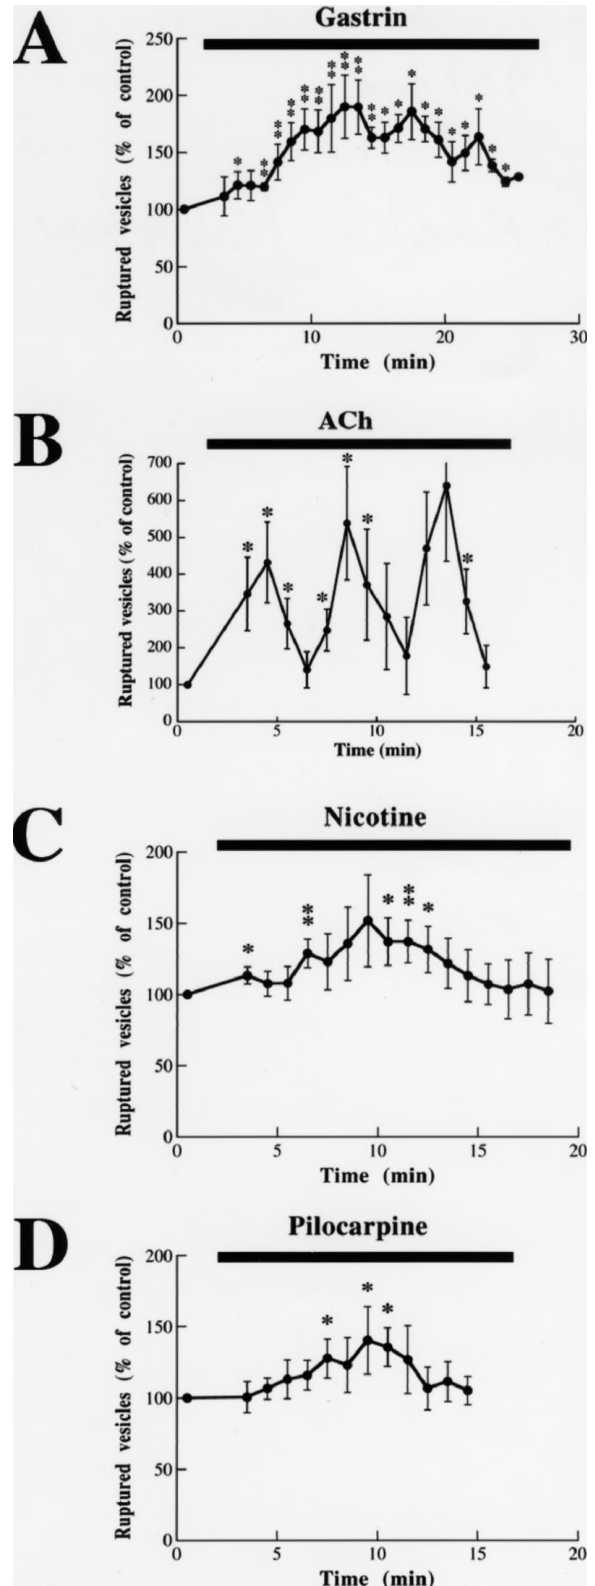 A
Gastrin
Ruptured vesicles (% of control)
250
200
150
100
50
0
0 10 20 30
Time (min)
B
ACh
Ruptured vesicles (% of control)
700
600
500
400
300
200
100
0
0 5 10 15 20
Time (min)
C
Nicotine
Ruptured vesicles (% of control)
200
150
100
50
0
0 5 10 15 20
Time (min)
D
Pilocarpine
Ruptured vesicles (% of control)
200
150
100
50
0
0 5 10 15 20
Time (min)